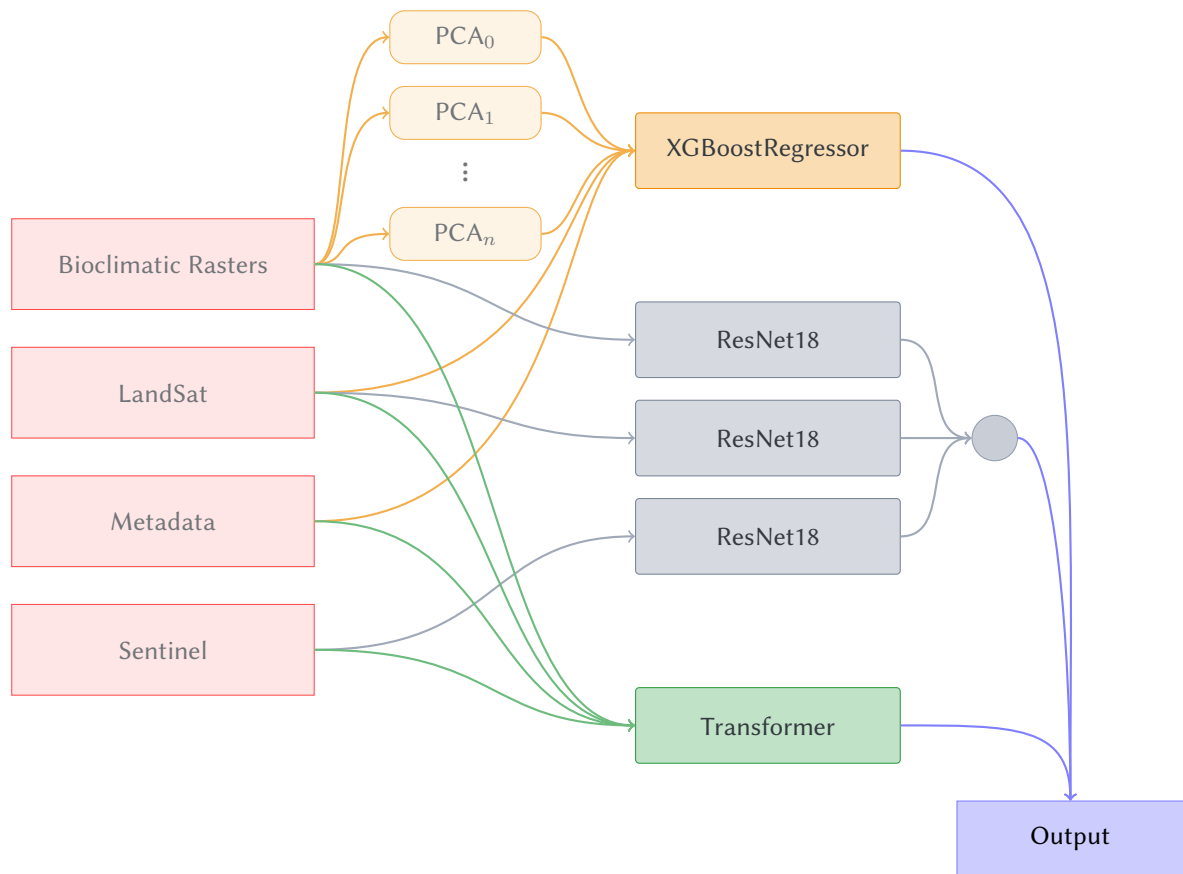 PCA₀
PCA₁
⋮
PCAₙ
XGBoostRegressor
Bioclimatic Rasters
LandSat
Metadata
Sentinel
ResNet18
ResNet18
ResNet18
Transformer
Output